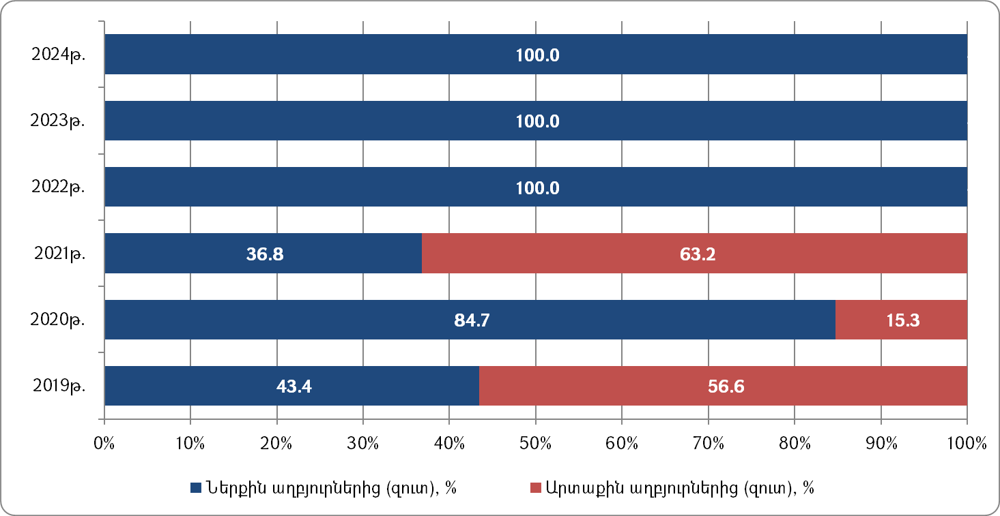 2024թ.
100.0
2023թ.
100.0
2022թ.
100.0
2021թ.
36.8 63.2
2020թ.
84.7 15.3
2019թ.
43.4 56.6
0% 10% 20% 30% 40% 50% 60% 70% 80% 90% 100%
Ներքին աղբյուրներից (զուտ), % Արտաքին աղբյուրներից (զուտ), %